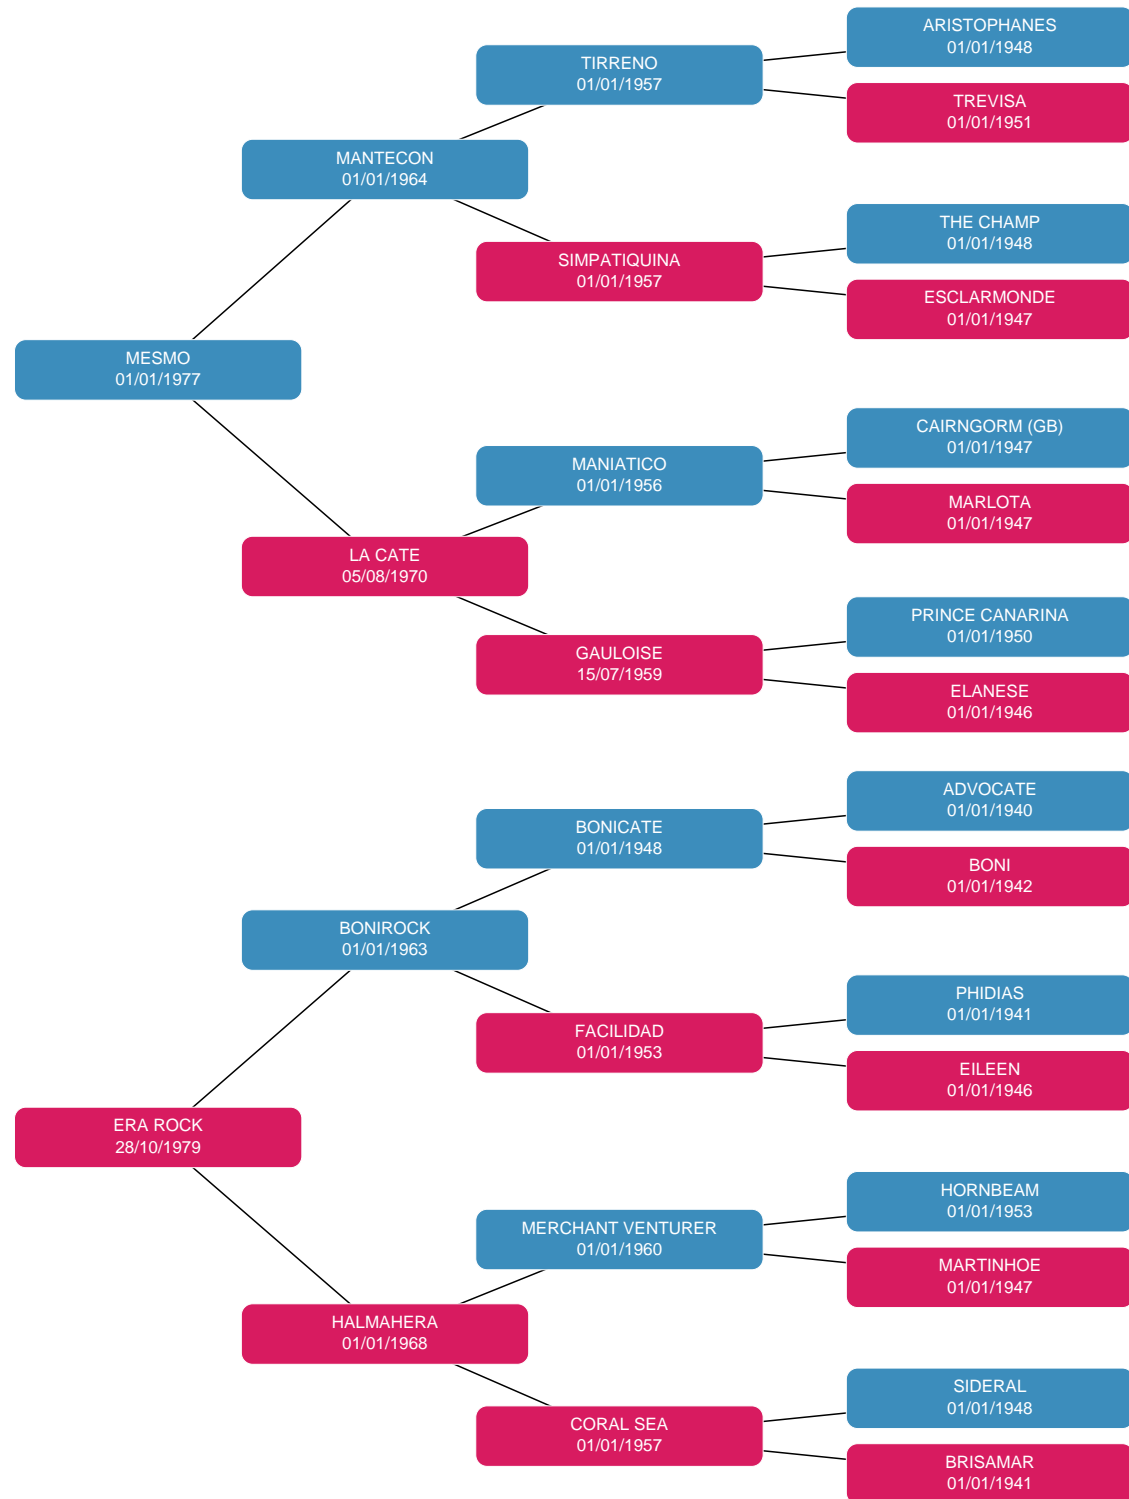 ARISTOPHANES
01/01/1948
TIRRENO
01/01/1957
TREVISA
01/01/1951
MANTECON
01/01/1964
THE CHAMP
01/01/1948
SIMPATIQUINA
01/01/1957
ESCLARMONDE
01/01/1947
MESMO
01/01/1977
CAIRNGORM (GB)
01/01/1947
MANIATICO
01/01/1956
MARLOTA
01/01/1947
LA CATE
05/08/1970
PRINCE CANARINA
01/01/1950
GAULOISE
15/07/1959
ELANESE
01/01/1946
ADVOCATE
01/01/1940
BONICATE
01/01/1948
BONI
01/01/1942
BONIROCK
01/01/1963
PHIDIAS
01/01/1941
FACILIDAD
01/01/1953
EILEEN
01/01/1946
ERA ROCK
28/10/1979
HORNBEAM
01/01/1953
MERCHANT VENTURER
01/01/1960
MARTINHOE
01/01/1947
HALMAHERA
01/01/1968
SIDERAL
01/01/1948
CORAL SEA
01/01/1957
BRISAMAR
01/01/1941